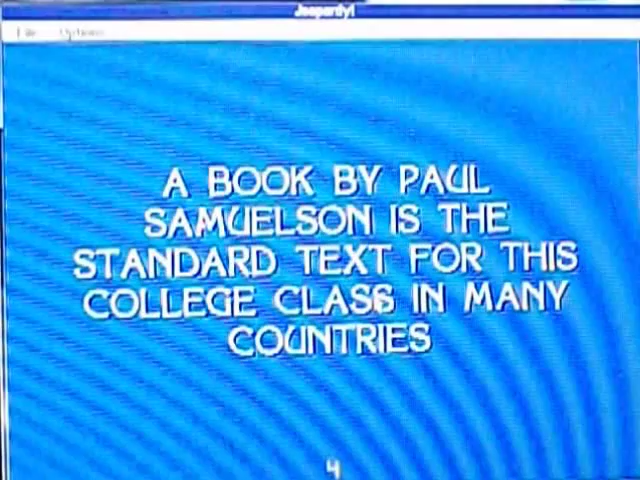 Jeopardy!
File Options
A BOOK BY PAUL
SAMUELSON IS THE
STANDARD TEXT FOR THIS
COLLEGE CLASS IN MANY
COUNTRIES
4